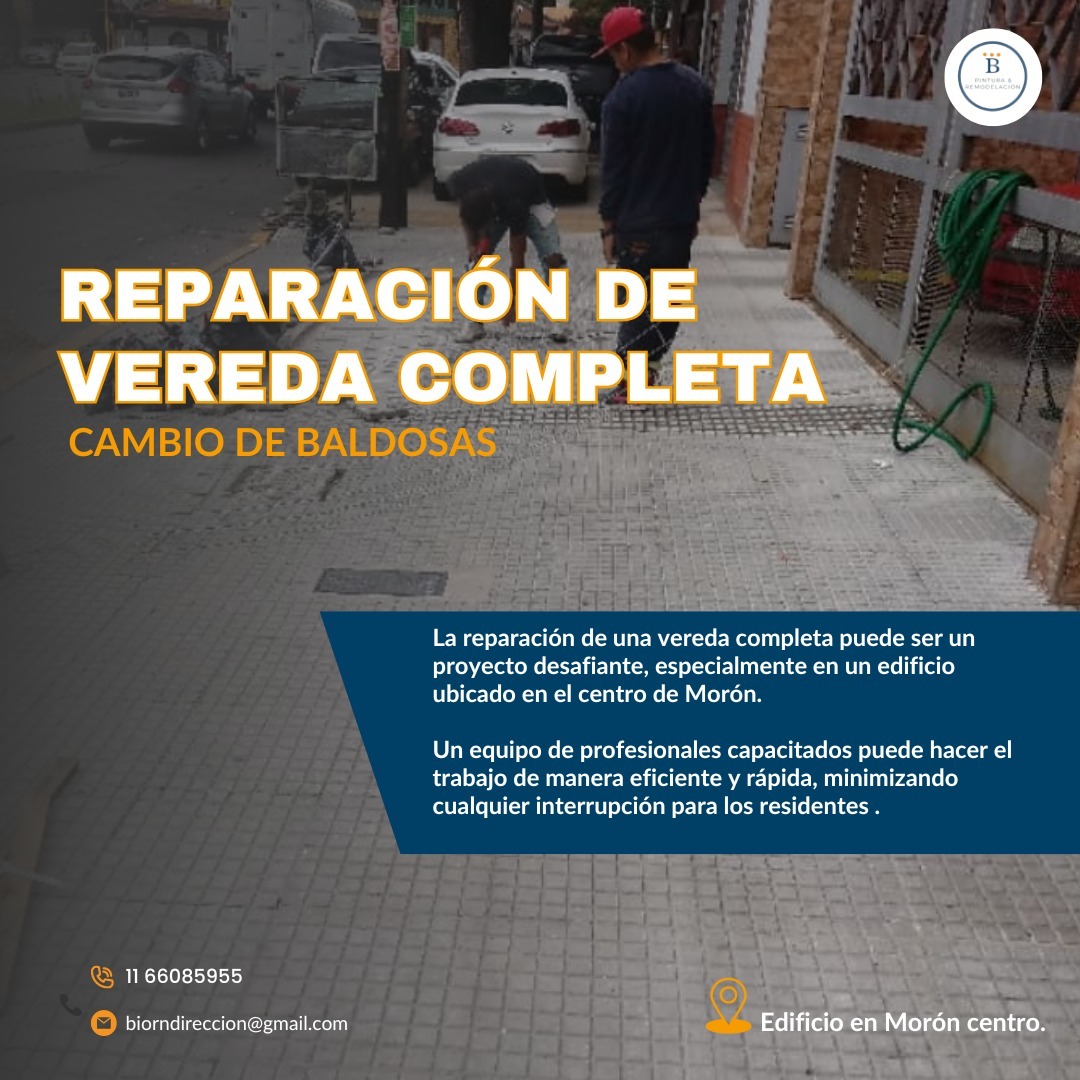 B
PINTURA &
REMODELACIÓN
REPARACIÓN DE
VEREDA COMPLETA
CAMBIO DE BALDOSAS
La reparación de una vereda completa puede ser un
proyecto desafiante, especialmente en un edificio
ubicado en el centro de Morón.
Un equipo de profesionales capacitados puede hacer el
trabajo de manera eficiente y rápida, minimizando
cualquier interrupción para los residentes .
11 66085955
biorndireccion@gmail.com
Edificio en Morón centro.